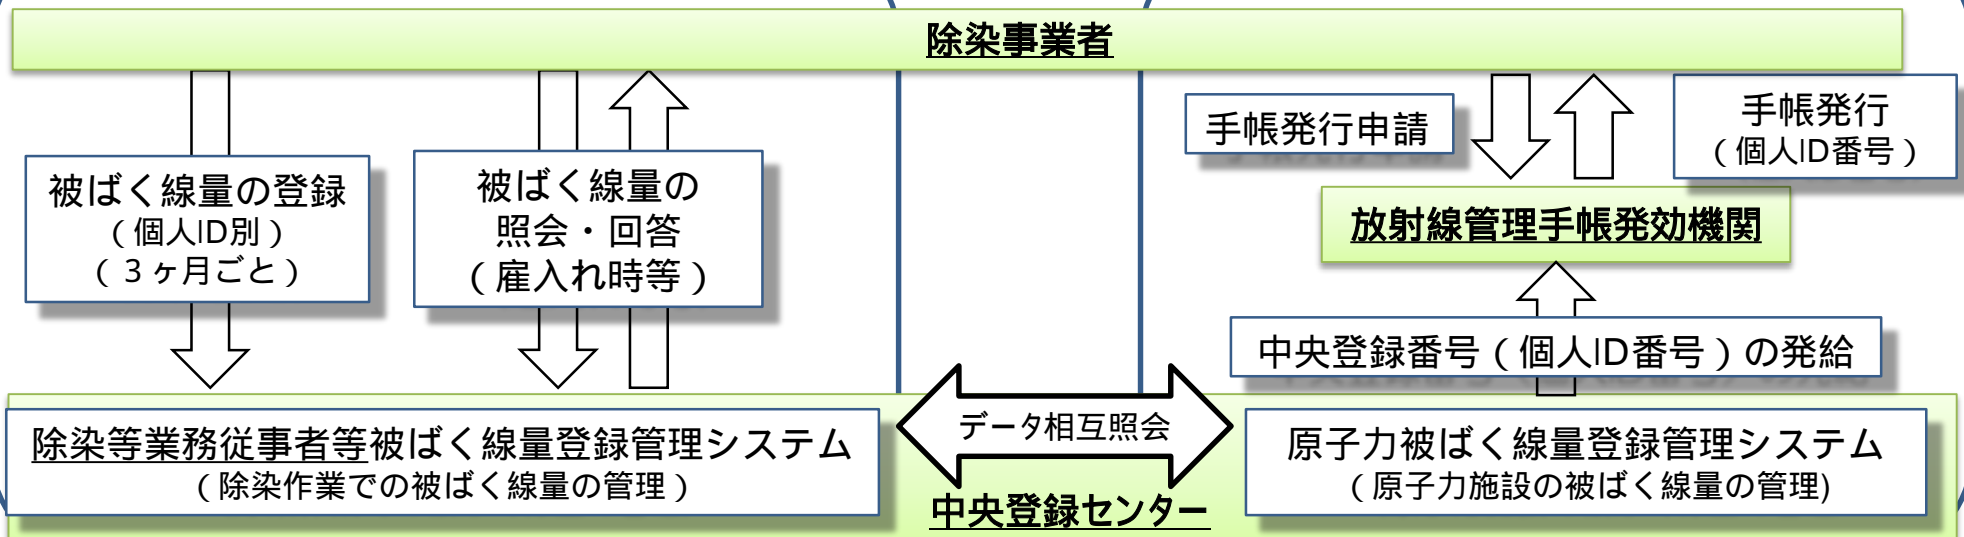 除染事業者
被ばく線量の登録
（個人ID別）
（３ヶ月ごと）
被ばく線量の
照会・回答
（雇入れ時等）
手帳発行申請
手帳発行
（個人ID番号）
放射線管理手帳発効機関
中央登録番号（個人ID番号）の発給
除染等業務従事者等被ばく線量登録管理システム
（除染作業での被ばく線量の管理）
データ相互照会
中央登録センター
原子力被ばく線量登録管理システム
（原子力施設の被ばく線量の管理)